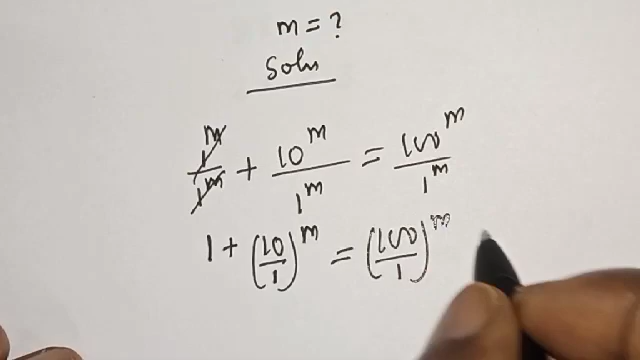 m = ?
Soln
1^m/1^m + 10^m/1^m = 100^m/1^m
1 + (10/1)^m = (100/1)^m